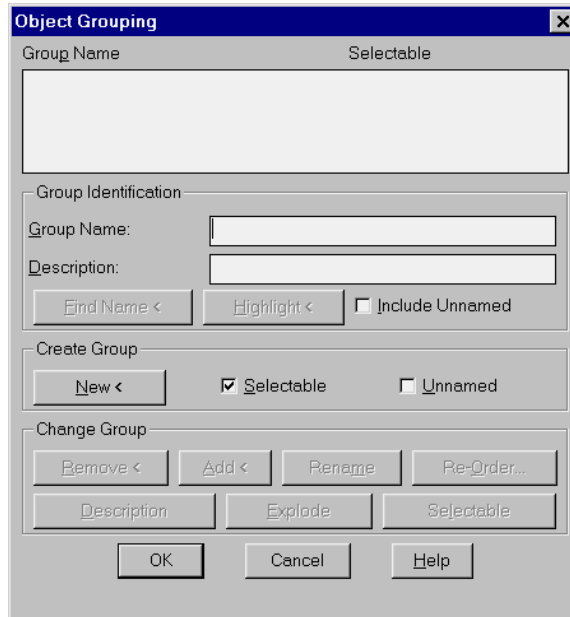 Object Grouping
Group Name Selectable
Group Identification
Group Name:
Description:
Find Name < Highlight < Include Unnamed
Create Group
New < Selectable Unnamed
Change Group
Remove < Add < Rename Re-Order...
Description Explode Selectable
OK Cancel Help